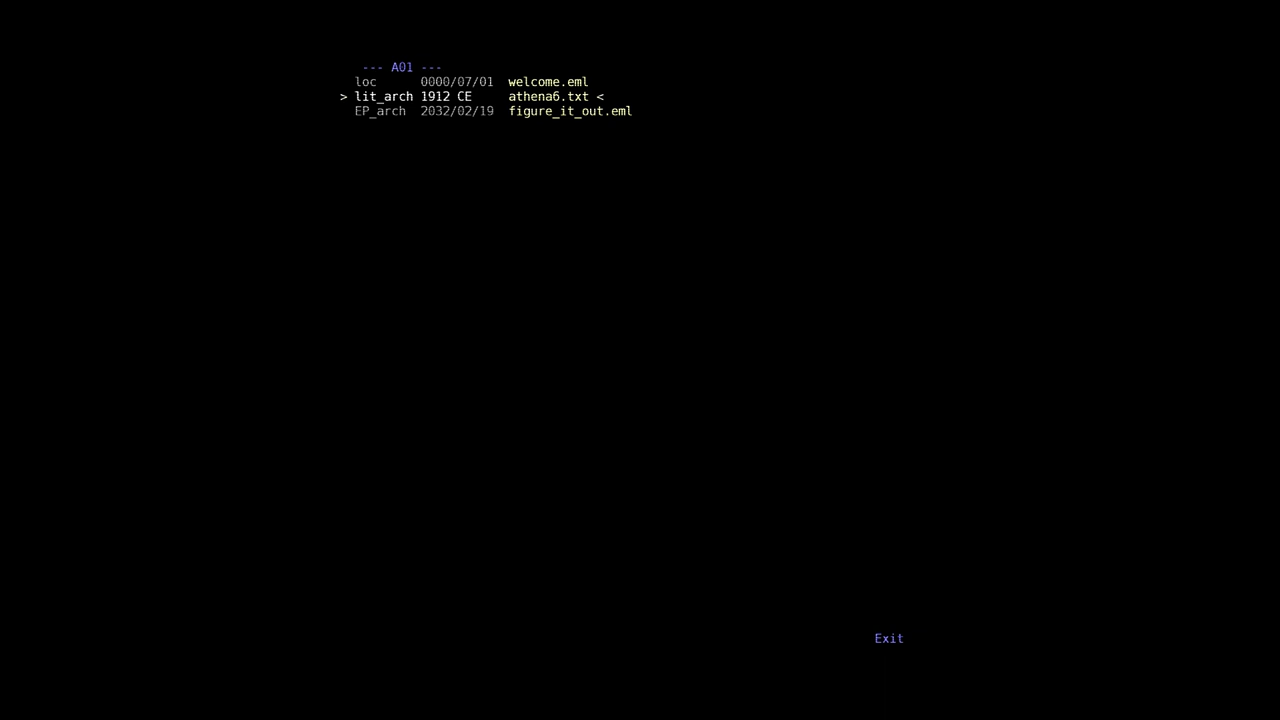 --- A01 ---
loc 0000/07/01 welcome.eml
> lit_arch 1912 CE athena6.txt <
EP_arch 2032/02/19 figure_it_out.eml
Exit